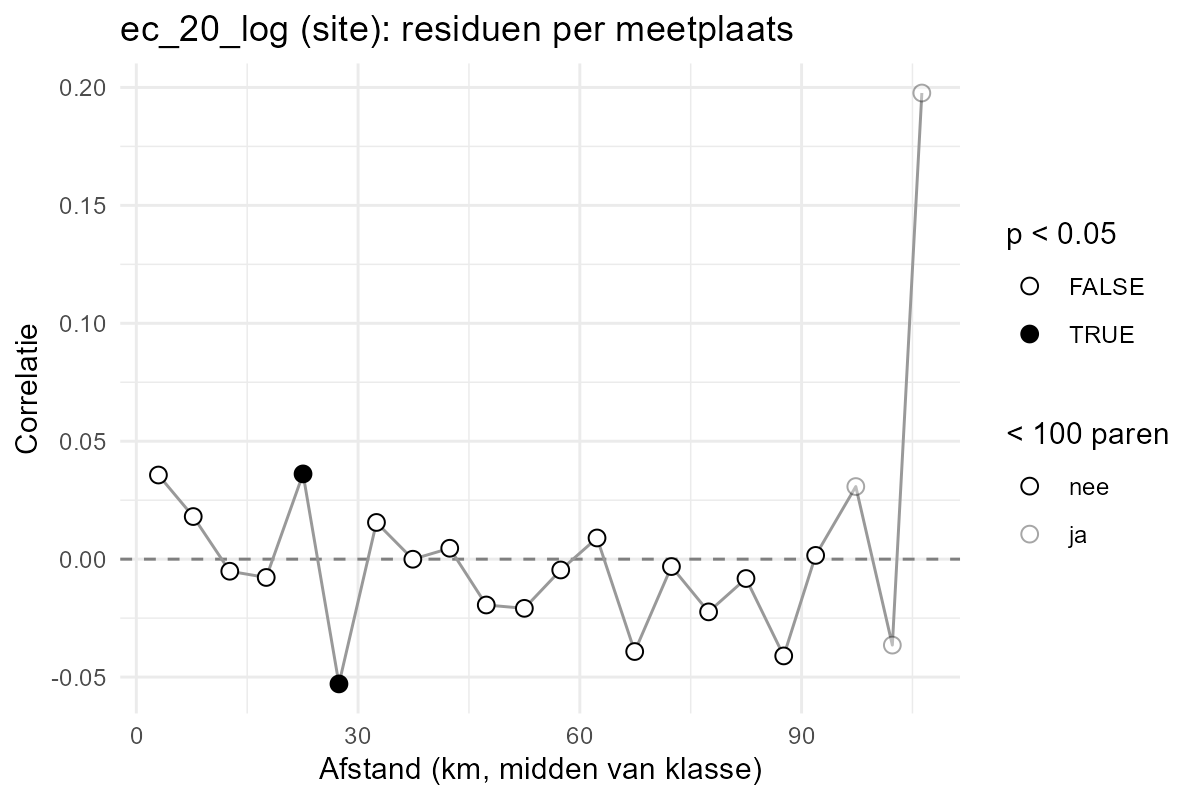 ec_20_log (site): residuen per meetplaats
0.20
0.15
0.10
0.05
0.00
-0.05
Correlatie
0
30
60
90
Afstand (km, midden van klasse)
p < 0.05
FALSE
TRUE
< 100 paren
nee
ja